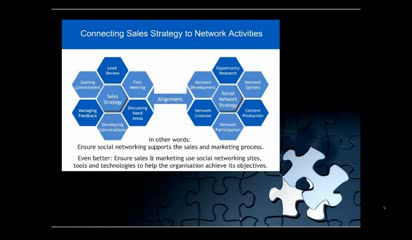 Connecting Sales Strategy to Network Activities
Lead
Review
Gaining
Commitment
First
Meeting
Sales
Strategy
Managing
Feedback
Discussing
Need
Areas
Developing
Conversations
Alignment
Opportunity
Research
Network
Development
Network
Options
Social
Network
Strategy
Network
Creation
Content
Production
Network
Participation
In other words:
Ensure social networking supports the sales and marketing process.
Even better: Ensure sales & marketing use social networking sites,
tools and technologies to help the organisation achieve its objectives.